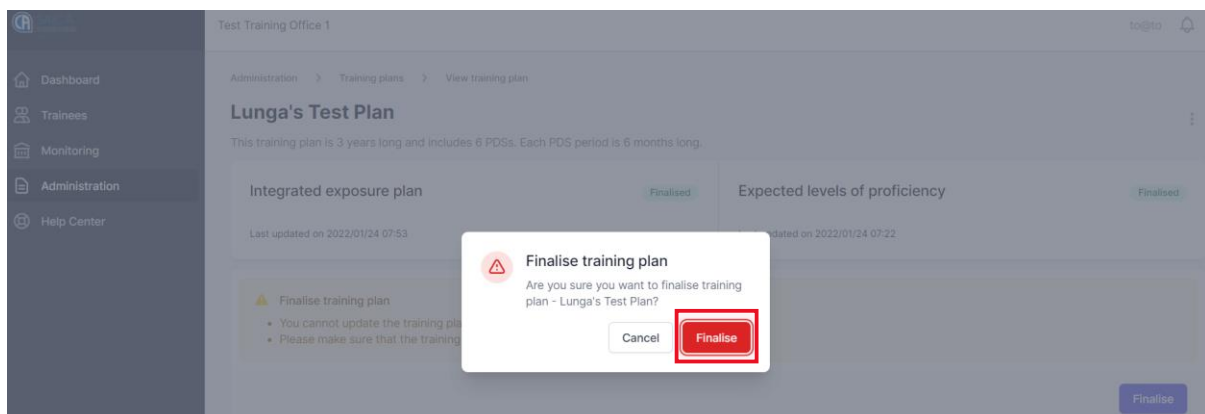 CA
Test Training Office 1
to@to
Dashboard
Trainees
Monitoring
Administration
Help Center
Administration > Training plans > View training plan
Lunga's Test Plan
This training plan is 3 years long and includes 6 PDSs. Each PDS period is 6 months long.
Integrated exposure plan
Finalised
Last updated on 2022/01/24 07:53
Expected levels of proficiency
Finalised
updated on 2022/01/24 07:22
Finalise training plan
Are you sure you want to finalise training
plan - Lunga's Test Plan?
Cancel
Finalise
Finalise training plan
• You cannot update the training
• Please make sure that the training
Finalise